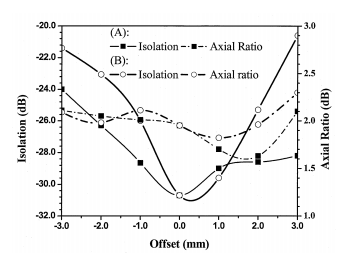 -20.0
-22.0
-24.0
-26.0
-28.0
-30.0
-32.0
Isolation (dB)
(A):
Isolation Axial Ratio
(B):
Isolation Axial ratio
3.0
2.5
2.0
1.5
1.0
Axial Ratio (dB)
-3.0 -2.0 -1.0 0.0 1.0 2.0 3.0
Offset (mm)